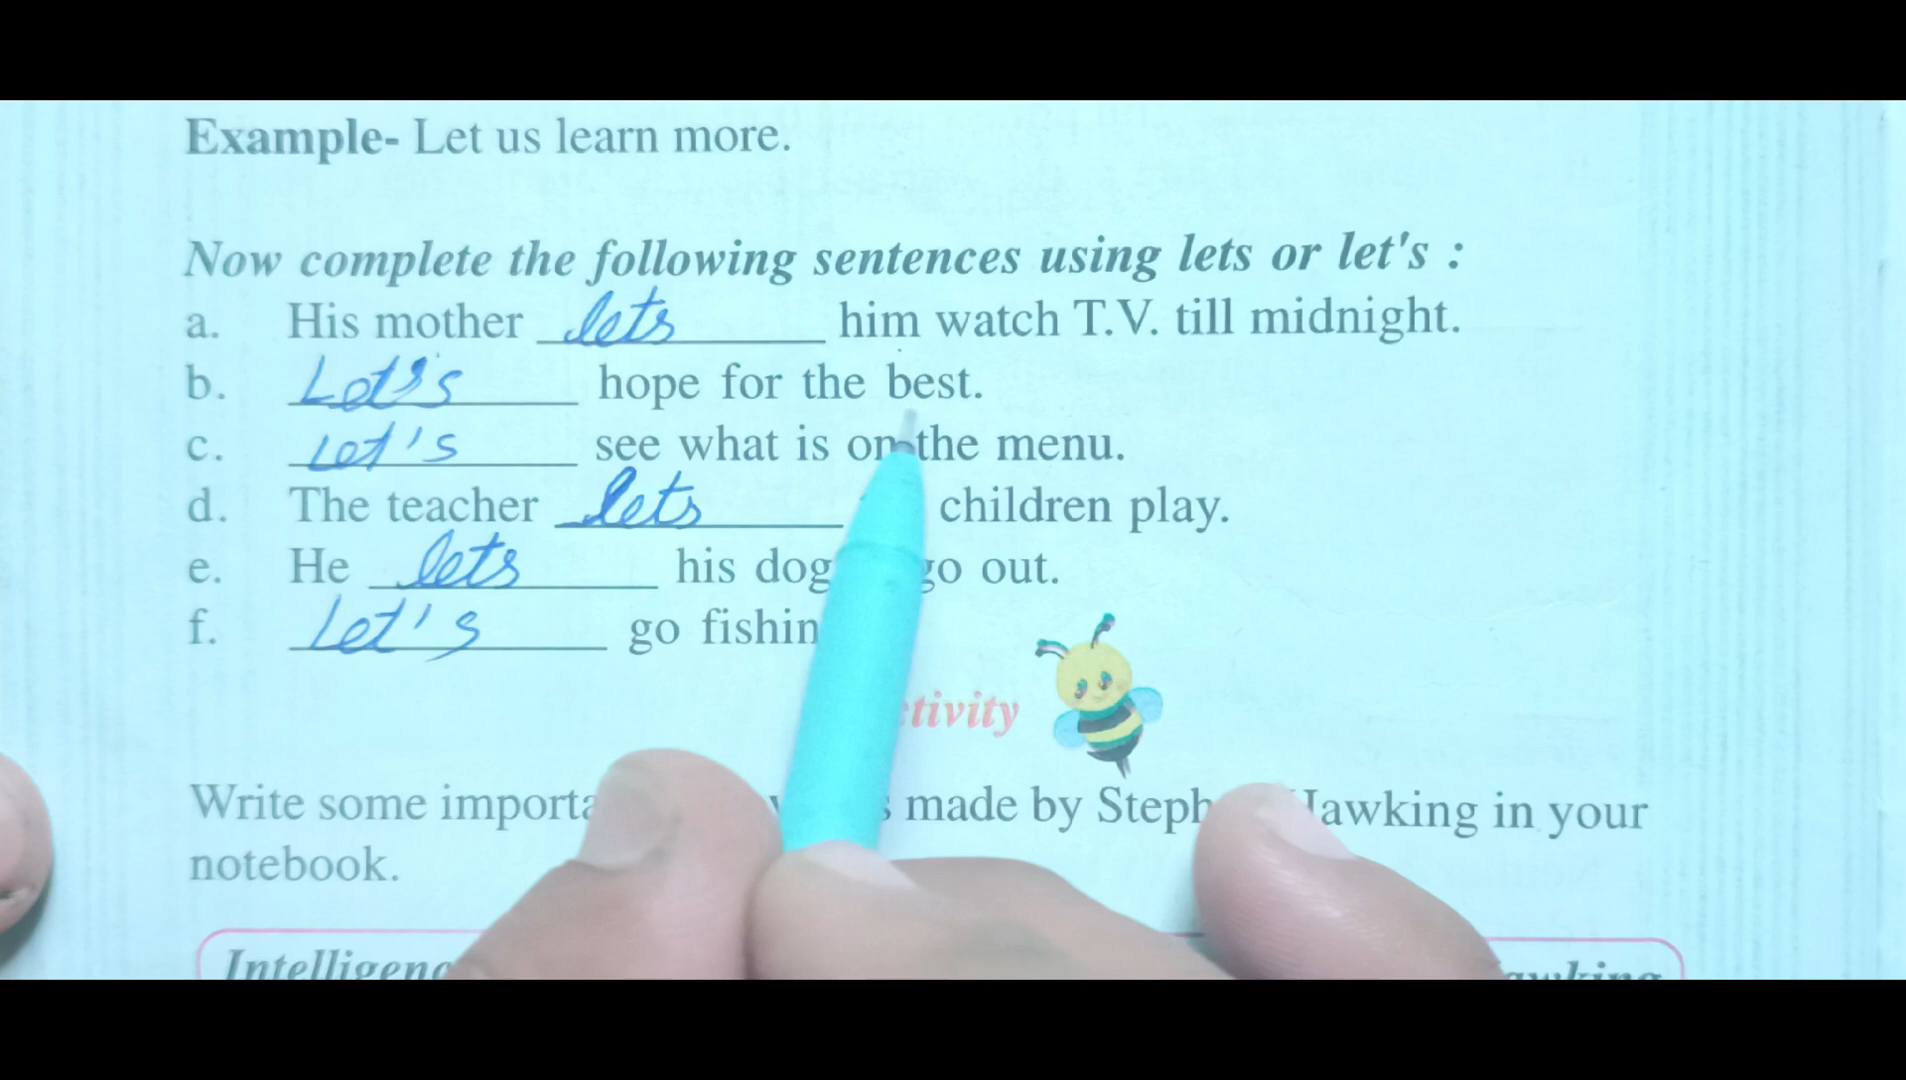 Example- Let us learn more.
Now complete the following sentences using lets or let's :
a. His mother lets him watch T.V. till midnight.
b. Let's hope for the best.
c. Let's see what is on the menu.
d. The teacher lets children play.
e. He lets his dog go out.
f. Let's go fishin
tivity
Write some importa made by Steph Hawking in your
notebook.
Intelligenc awking